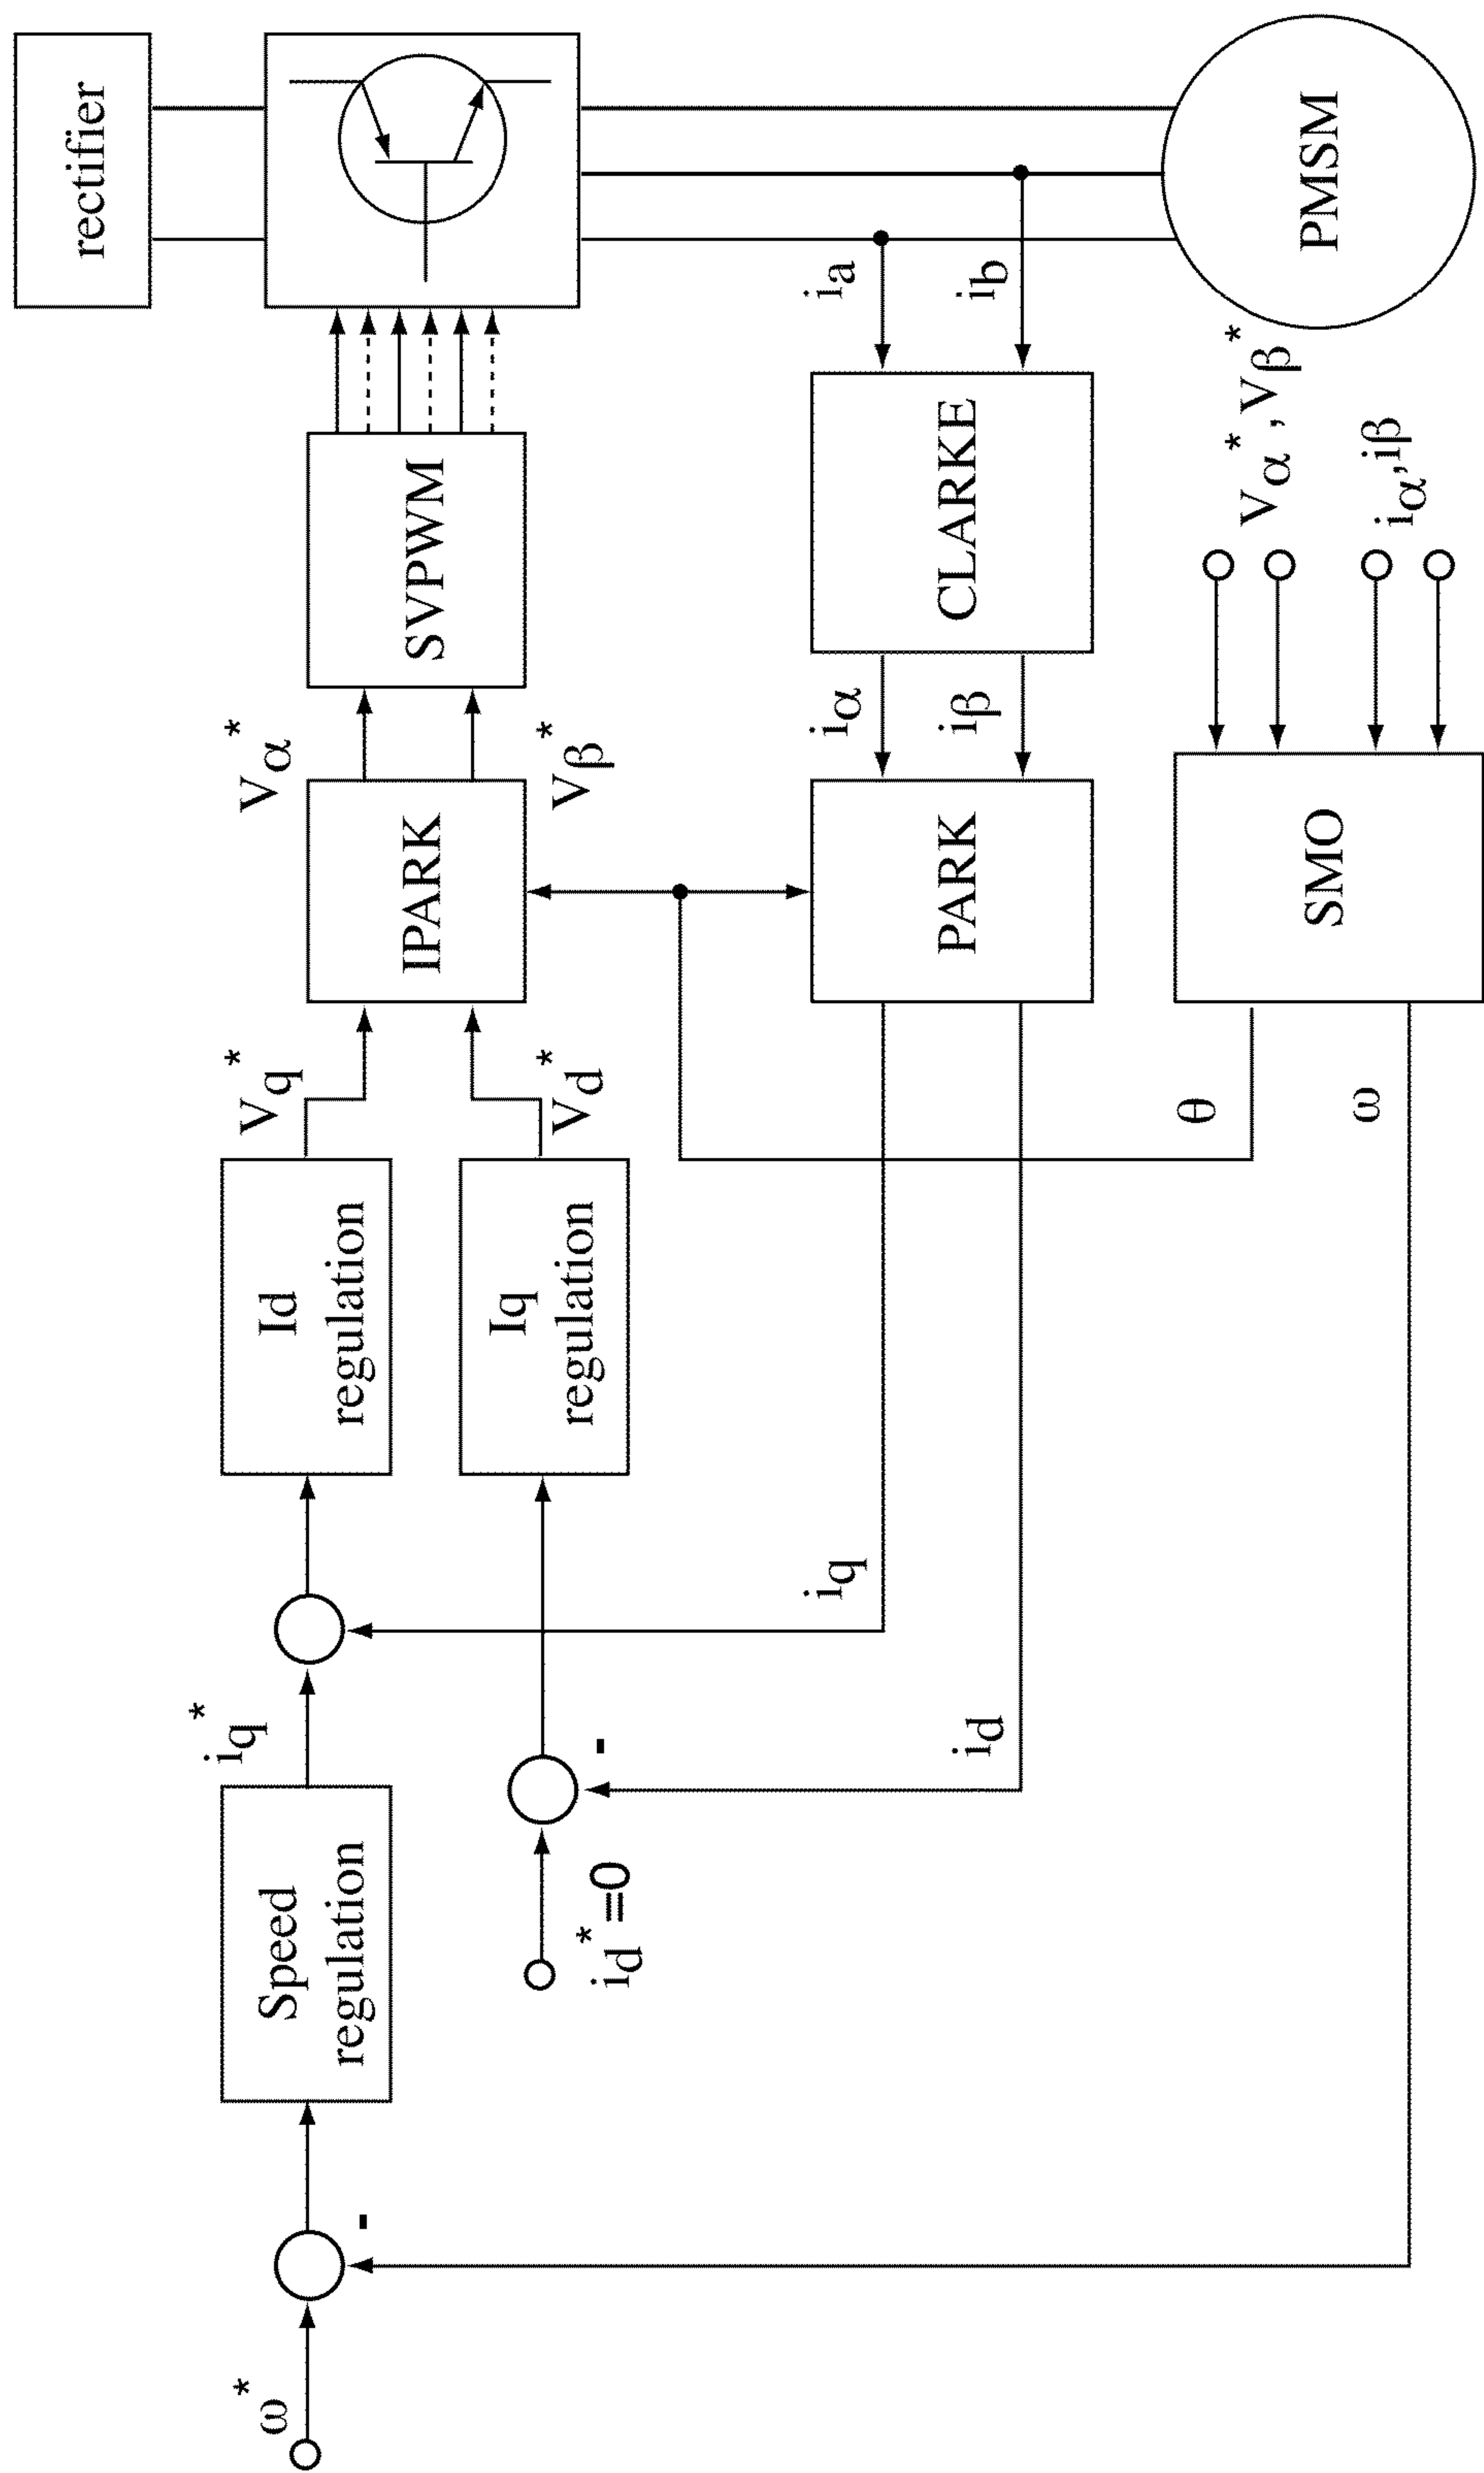 rectifier
ω*
-
Speed
regulation
iq*
Id
regulation
Vq*
IPARK
Vα*
SVPWM
id*=0
-
Iq
regulation
Vd*
Vβ*
iq
id
PARK
iα
iβ
CLARKE
ia
ib
PMSM
θ
ω
SMO
Vα*,Vβ*
iα,iβ